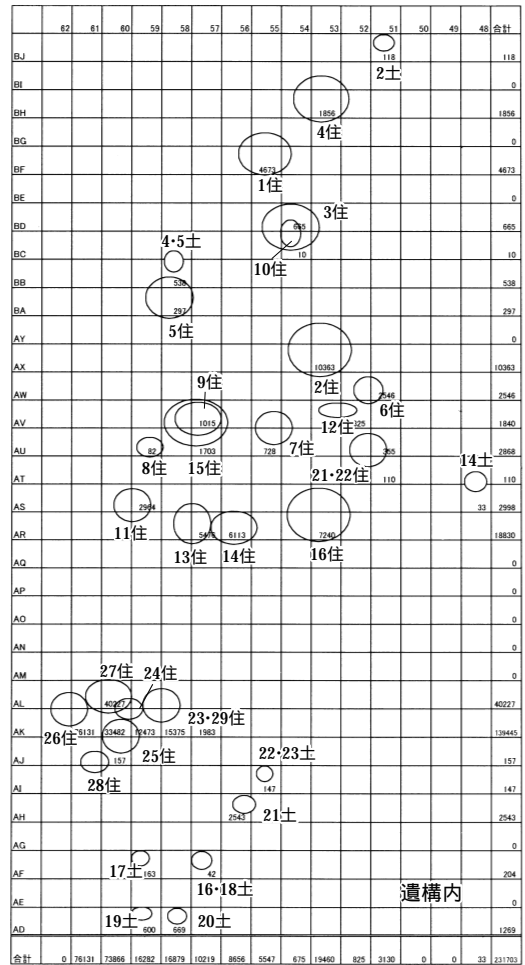 62 61 60 59 58 57 56 55 54 53 52 51 50 49 48 合計
BJ 118 118
2土
BI 0
BH 1856 1856
4住
BG 0
BF 4673 4673
1住
BE 0
3住
BD 665 665
4・5土
BC 10 10
10住
BB 538 538
BA 297 297
5住
AY 0
AX 10363 10363
9住 2住
AW 2546 2546
6住
12住
AV 1015 825 1840
7住
AU 82 1703 728 355 2868
8住 15住 21・22住 14土
AT 110 110
AS 2964 33 2998
11住
AR 5476 6113 7240 18830
13住 14住 16住
AQ 0
AP 0
AO 0
AN 0
AM 0
27住 24住
AL 40227 40227
23・29住
AK 76131 33482 12473 15375 1983 139445
26住 25住
AJ 157 157
28住 22・23土
AI 147 147
AH 2543 2543
21土
AG 0
17土
AF 163 42 204
16・18土
遺構内
AE 0
19土 20土
AD 600 669 1269
合計 0 76131 73866 16282 16879 10219 8656 5547 675 19460 3130 0 0 33 231703